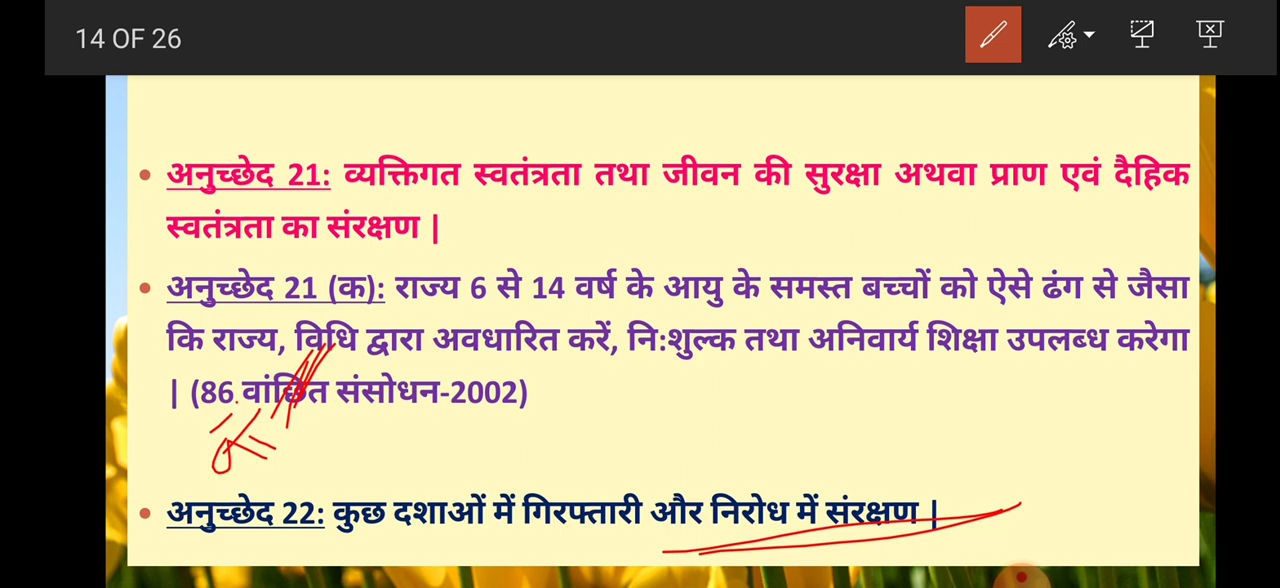 14 OF 26
• अनुच्छेद 21: व्यक्तिगत स्वतंत्रता तथा जीवन की सुरक्षा अथवा प्राण एवं दैहिक
स्वतंत्रता का संरक्षण |
• अनुच्छेद 21 (क): राज्य 6 से 14 वर्ष के आयु के समस्त बच्चों को ऐसे ढंग से जैसा
कि राज्य, विधि द्वारा अवधारित करें, नि:शुल्क तथा अनिवार्य शिक्षा उपलब्ध करेगा
| (86.वांछित संसोधन-2002)
• अनुच्छेद 22: कुछ दशाओं में गिरफ्तारी और निरोध में संरक्षण |